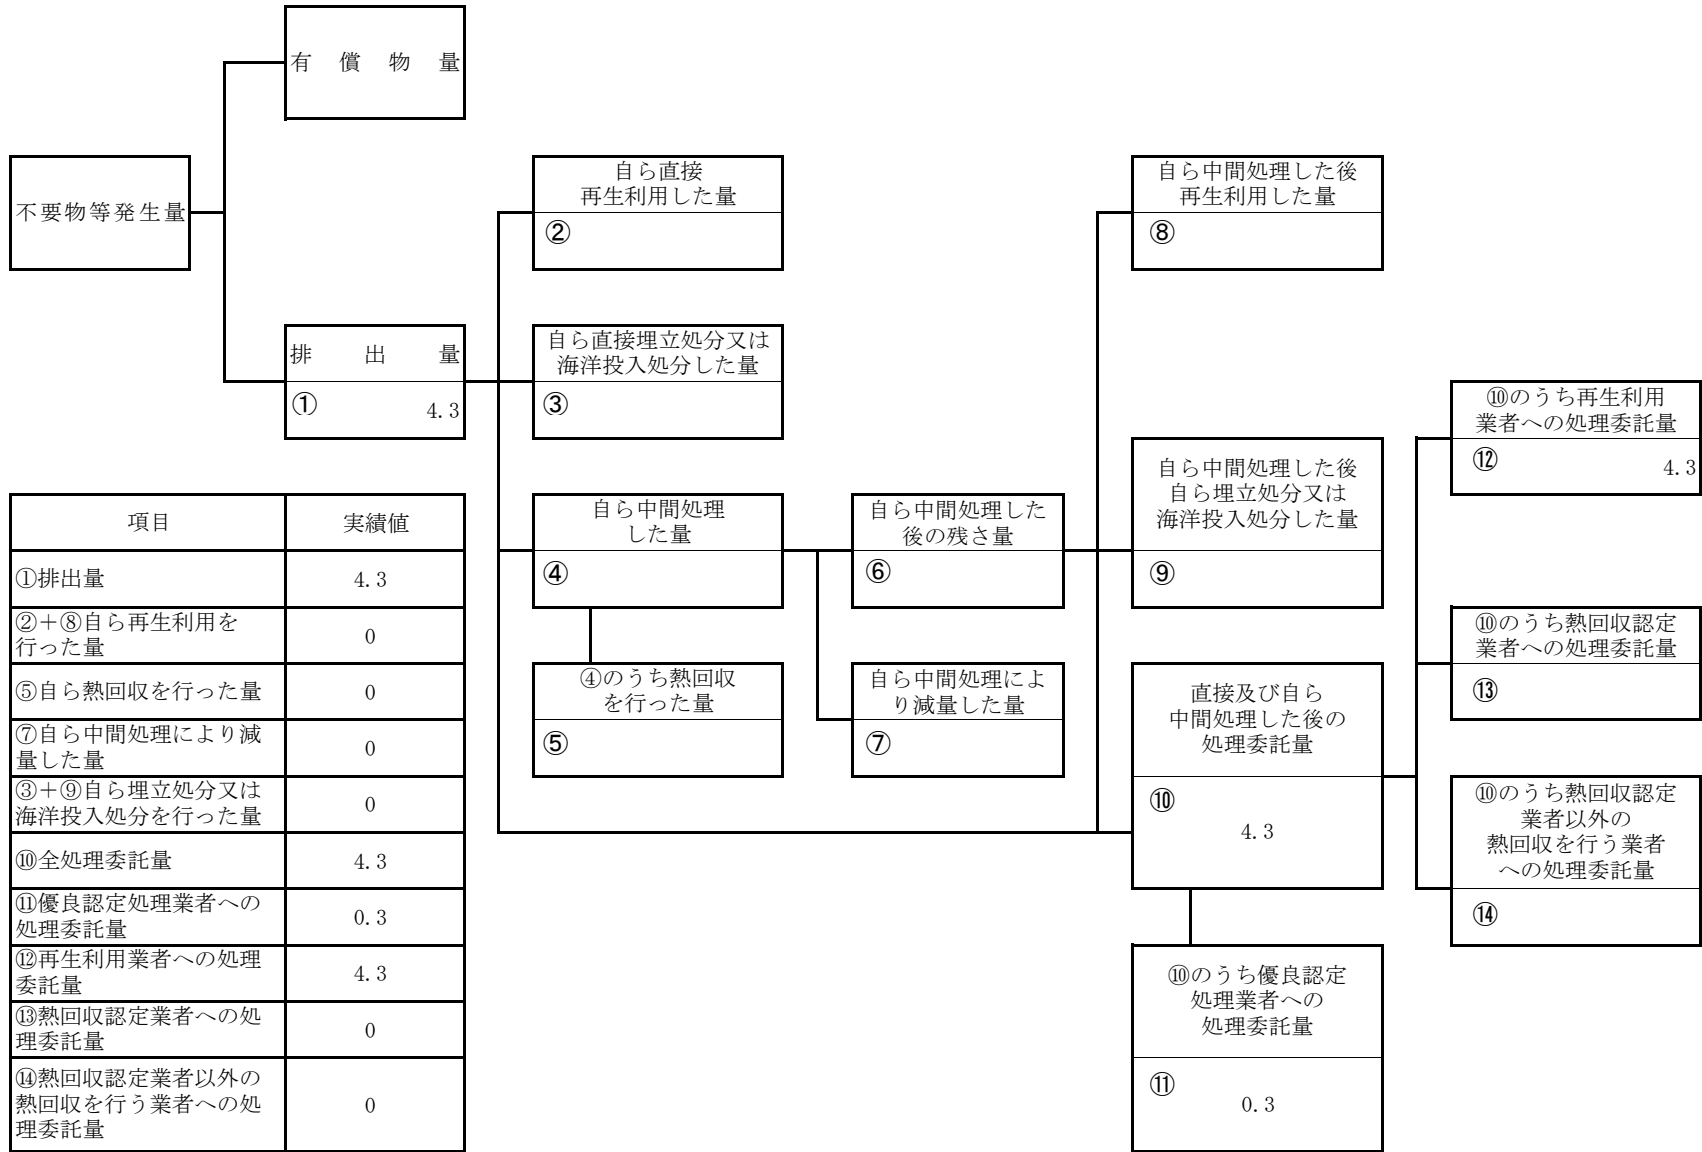 有償物量
不要物等発生量
自ら直接
再生利用した量
②
自ら中間処理した後
再生利用した量
⑧
排出量
① 4.3
自ら直接埋立処分又は
海洋投入処分した量
③
⑩のうち再生利用
業者への処理委託量
⑫ 4.3
自ら中間処理
した量
④
自ら中間処理した
後の残さ量
⑥
自ら中間処理した後
自ら埋立処分又は
海洋投入処分した量
⑨
⑩のうち熱回収認定
業者への処理委託量
⑬
④のうち熱回収
を行った量
⑤
自ら中間処理によ
り減量した量
⑦
直接及び自ら
中間処理した後の
処理委託量
⑩
4.3
⑩のうち熱回収認定
業者以外の
熱回収を行う業者
への処理委託量
⑭
⑩のうち優良認定
処理業者への
処理委託量
⑪
0.3
項目 実績値
①排出量 4.3
②＋⑧自ら再生利用を
行った量 0
⑤自ら熱回収を行った量 0
⑦自ら中間処理により減
量した量 0
③＋⑨自ら埋立処分又は
海洋投入処分を行った量 0
⑩全処理委託量 4.3
⑪優良認定処理業者への
処理委託量 0.3
⑫再生利用業者への処理
委託量 4.3
⑬熱回収認定業者への処
理委託量 0
⑭熱回収認定業者以外の
熱回収を行う業者への処
理委託量 0